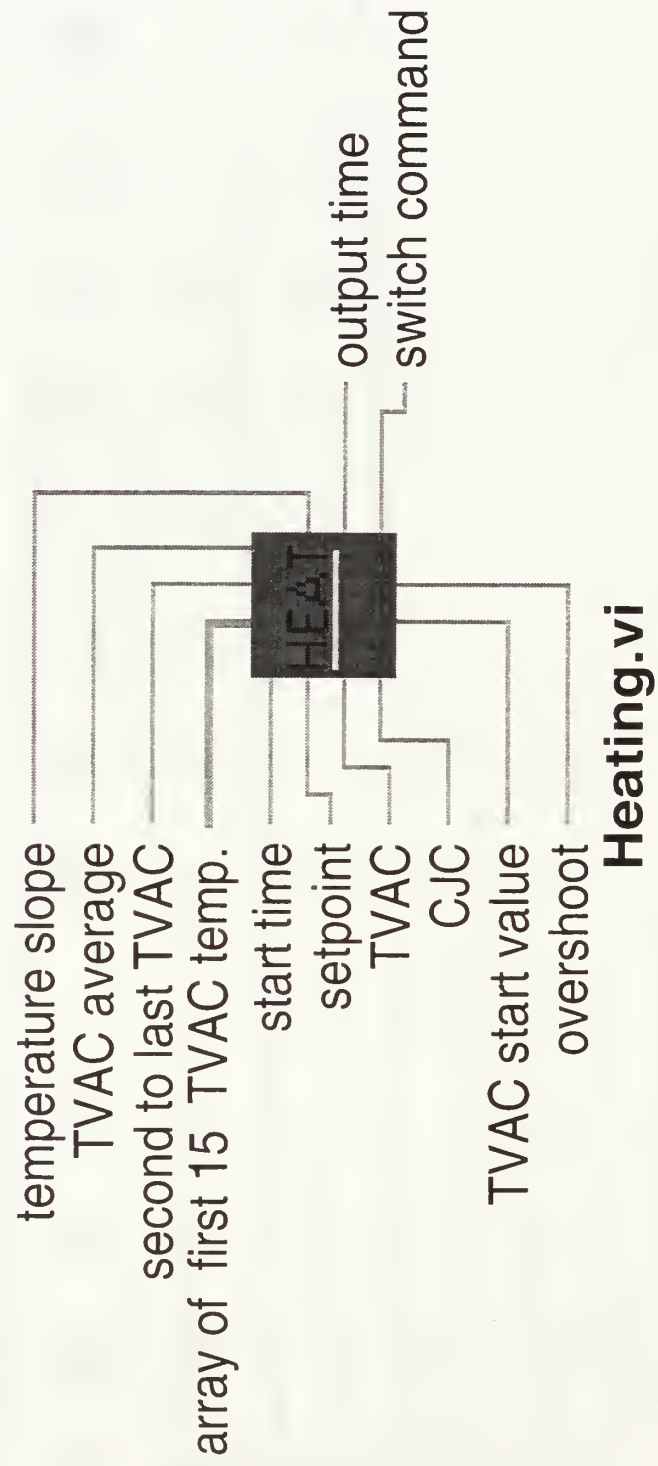 temperature slope
TVAC average
second to last TVAC
array of first 15 TVAC temp.
start time
setpoint
TVAC
CJC
TVAC start value
overshoot
HEAT
output time
switch command
Heating.vi